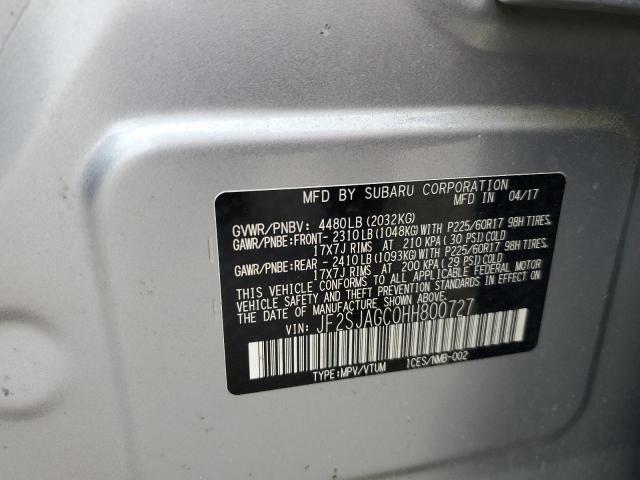 MFD BY SUBARU CORPORATION
MFD IN 04/17
GVWR/PNBV: 4480LB (2032KG)
GAWR/PNBE:FRONT- 2310LB (1048KG)WITH P225/60R17 98H TIRES,
17X7J RIMS AT 210 KPA ( 30 PSI)COLD
GAWR/PNBE:REAR - 2410LB (1093KG)WITH P225/60R17 98H TIRES,
17X7J RIMS AT 200 KPA ( 29 PSI)COLD
THIS VEHICLE CONFORMS TO ALL APPLICABLE FEDERAL MOTOR
VEHICLE SAFETY STANDARDS IN EFFECT ON
THE DATE OF MANUFACTURE SHOWN ABOVE.
VIN: JF2SJAGC0HH800727
TYPE:MPV/VTUM ICES/NMB-002